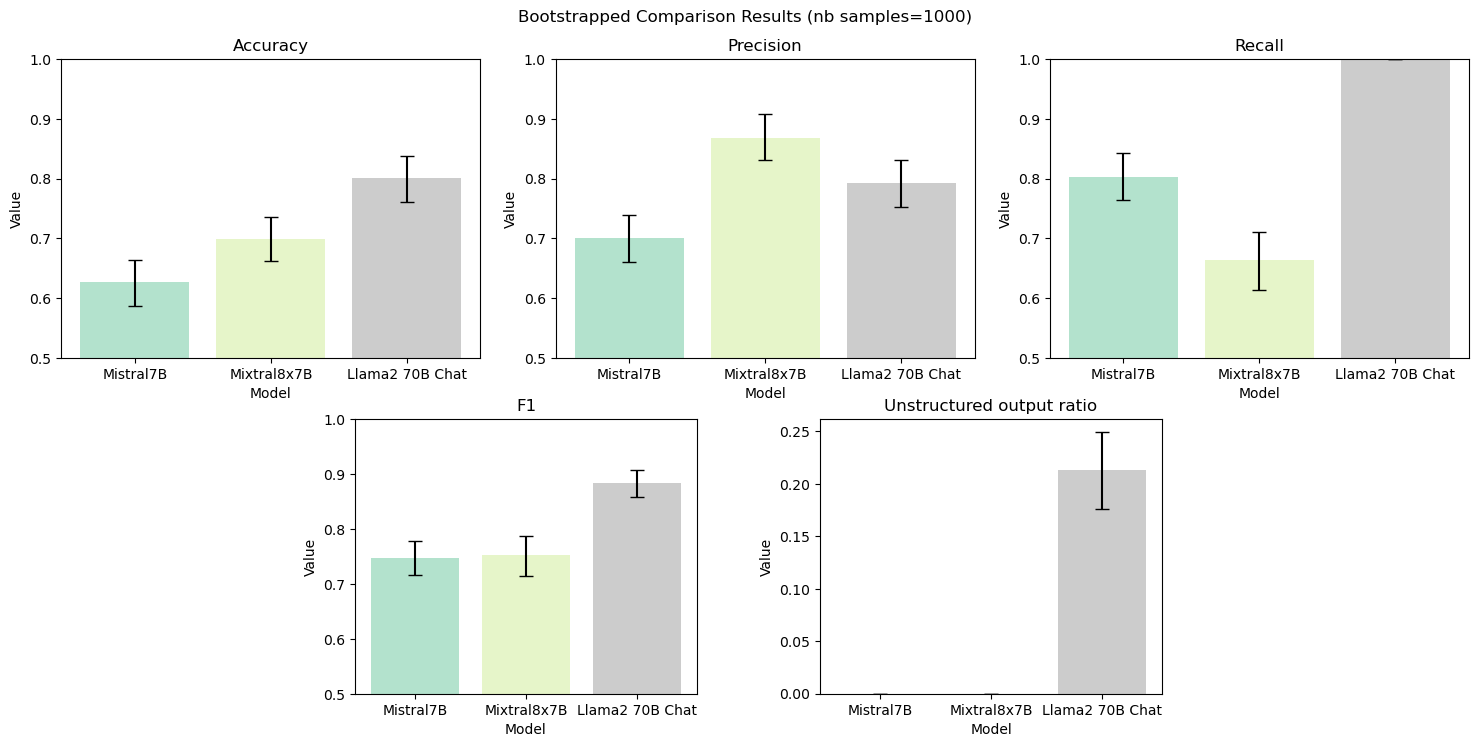 Bootstrapped Comparison Results (nb samples=1000)
Accuracy
1.0
0.9
0.8
0.7
0.6
0.5
Value
Mistral7B Mixtral8x7B Llama2 70B Chat
Model
Precision
1.0
0.9
0.8
0.7
0.6
0.5
Value
Mistral7B Mixtral8x7B Llama2 70B Chat
Model
Recall
1.0
0.9
0.8
0.7
0.6
0.5
Value
Mistral7B Mixtral8x7B Llama2 70B Chat
Model
F1
1.0
0.9
0.8
0.7
0.6
0.5
Value
Mistral7B Mixtral8x7B Llama2 70B Chat
Model
Unstructured output ratio
0.25
0.20
0.15
0.10
0.05
0.00
Value
Mistral7B Mixtral8x7B Llama2 70B Chat
Model